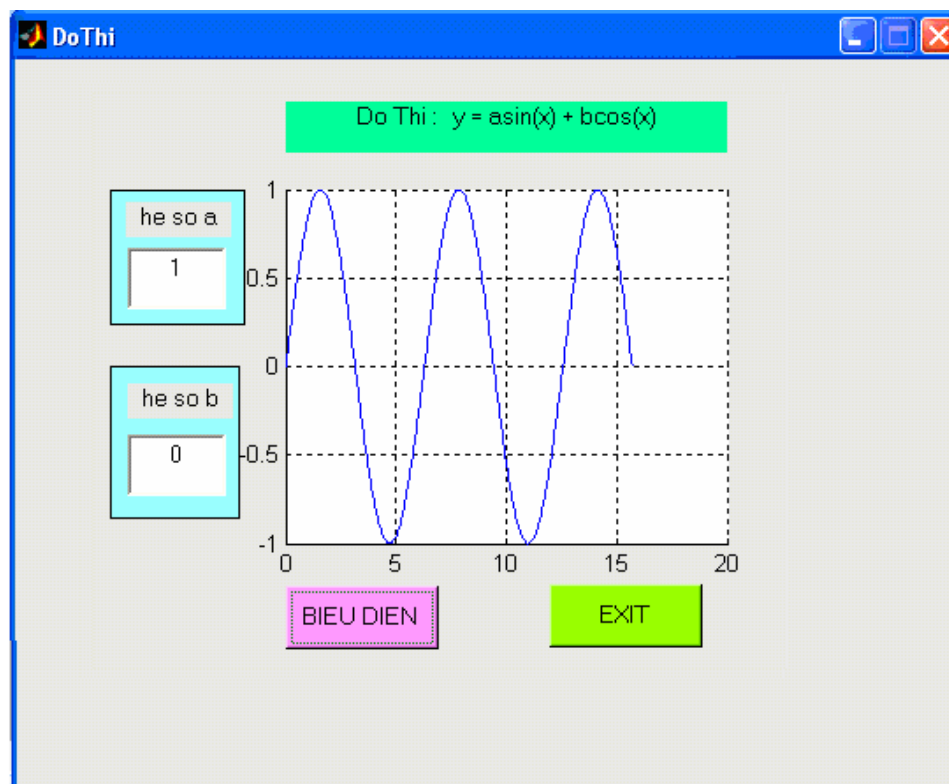 DoThi
Do Thi : y = asin(x) + bcos(x)
he so a
1
he so b
0
1
0.5
0
-0.5
-1
0 5 10 15 20
BIEU DIEN
EXIT